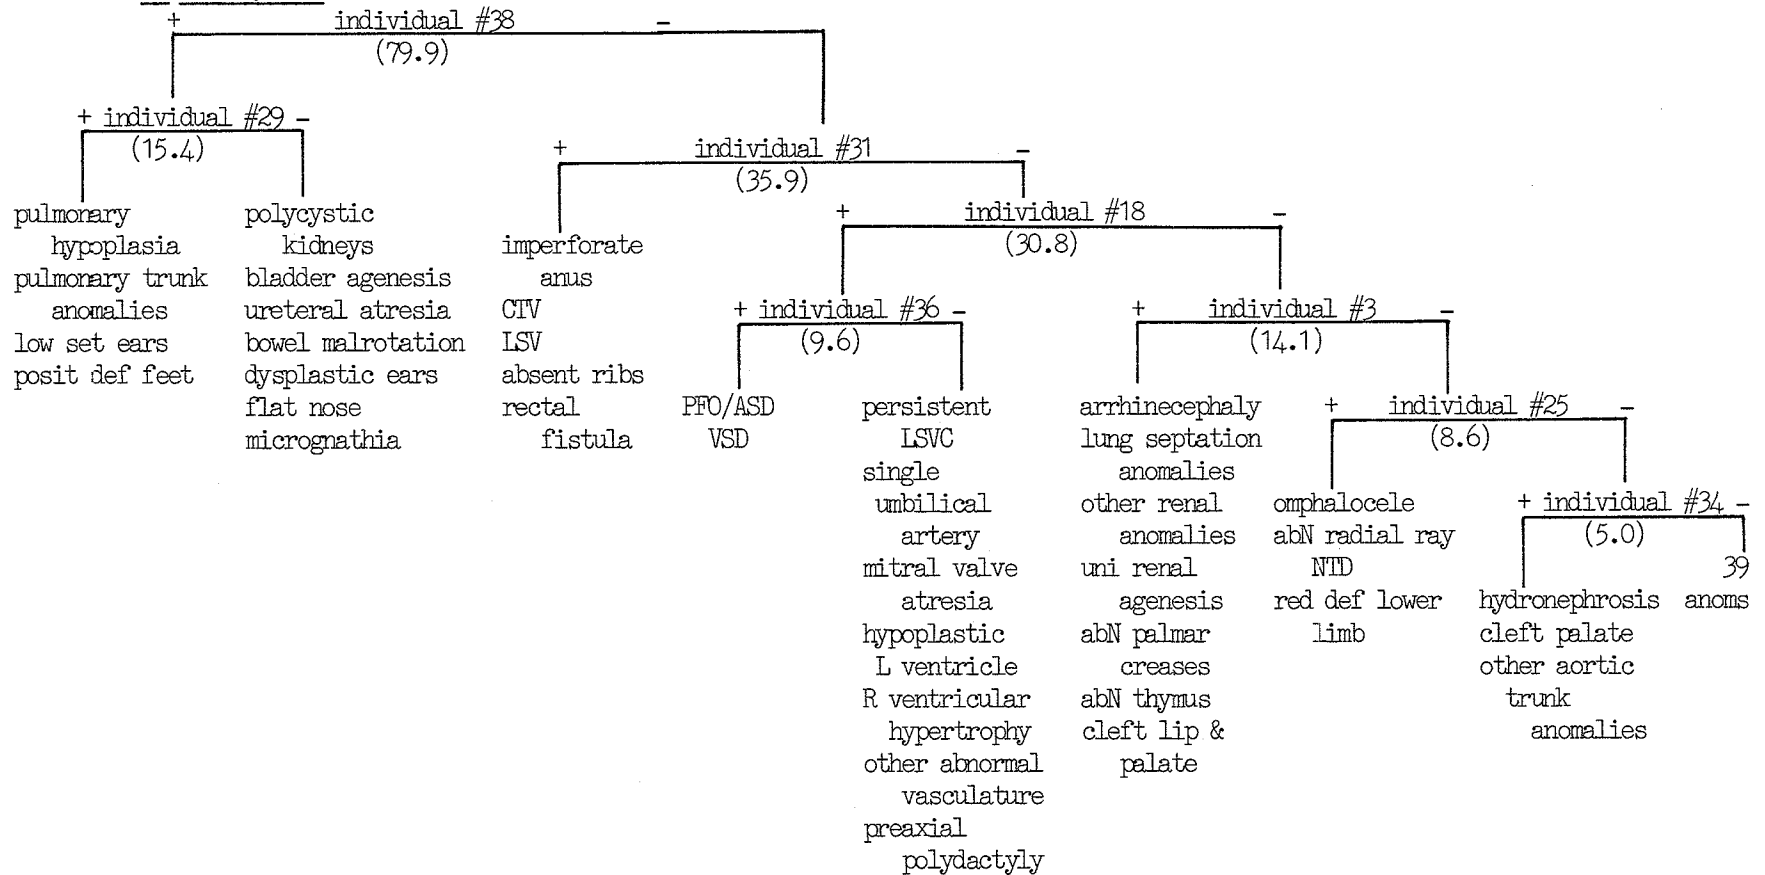 + individual #38 -
(79.9)
+ individual #29 -
(15.4)
+ individual #31 -
(35.9)
+ individual #18 -
(30.8)
+ individual #36 -
(9.6)
+ individual #3 -
(14.1)
+ individual #25 -
(8.6)
+ individual #34 -
(5.0)
pulmonary
hypoplasia
pulmonary trunk
anomalies
low set ears
posit def feet
polycystic
kidneys
bladder agenesis
ureteral atresia
bowel malrotation
dysplastic ears
flat nose
micrognathia
imperforate
anus
CTV
LSV
absent ribs
rectal
fistula
PFO/ASD
VSD
persistent
LSVC
single
umbilical
artery
mitral valve
atresia
hypoplastic
L ventricle
R ventricular
hypertrophy
other abnormal
vasculature
preaxial
polydactyly
arrhinecephaly
lung septation
anomalies
other renal
anomalies
uni renal
agenesis
abN palmar
creases
abN thymus
cleft lip &
palate
omphalocele
abN radial ray
NTD
red def lower
limb
hydronephrosis
cleft palate
other aortic
trunk
anomalies
39
anoms